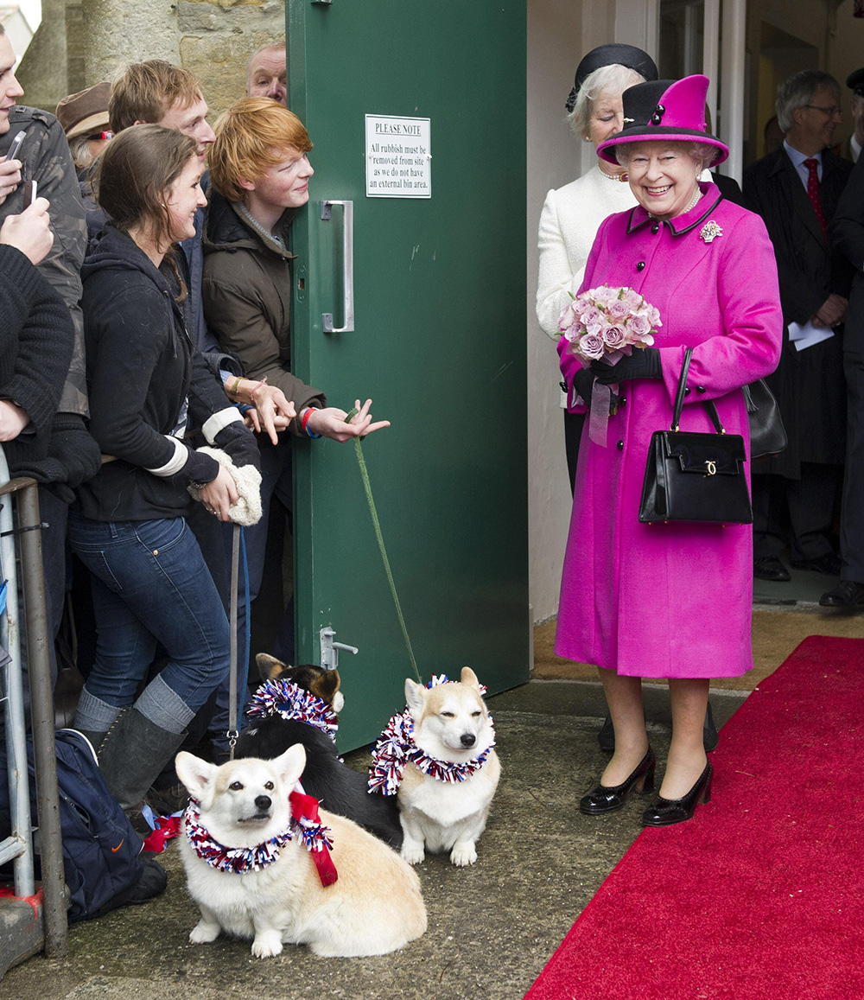 PLEASE NOTE
All rubbish must be
removed from site
as we do not have
an external bin area.